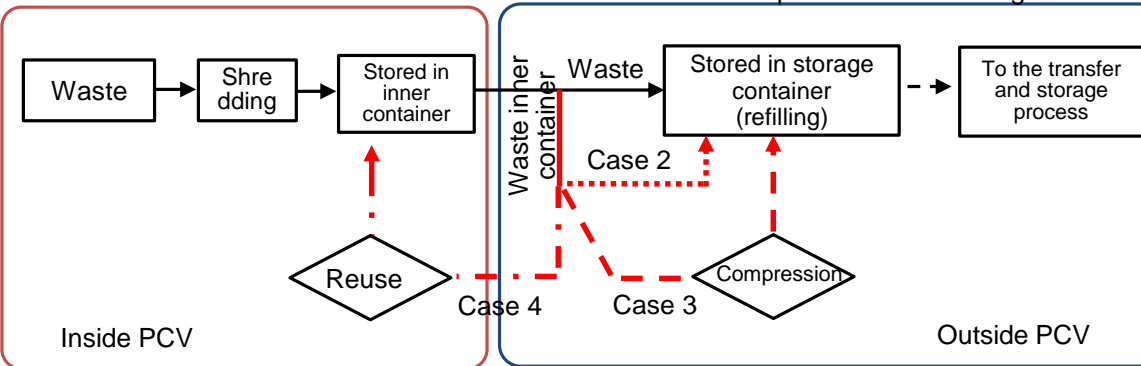 Waste
Shre
dding
Stored in
inner
container
Waste inner
container
Waste
Stored in storage
container
(refilling)
To the transfer
and storage
process
Case 2
Reuse
Compression
Case 4
Case 3
Inside PCV
Outside PCV